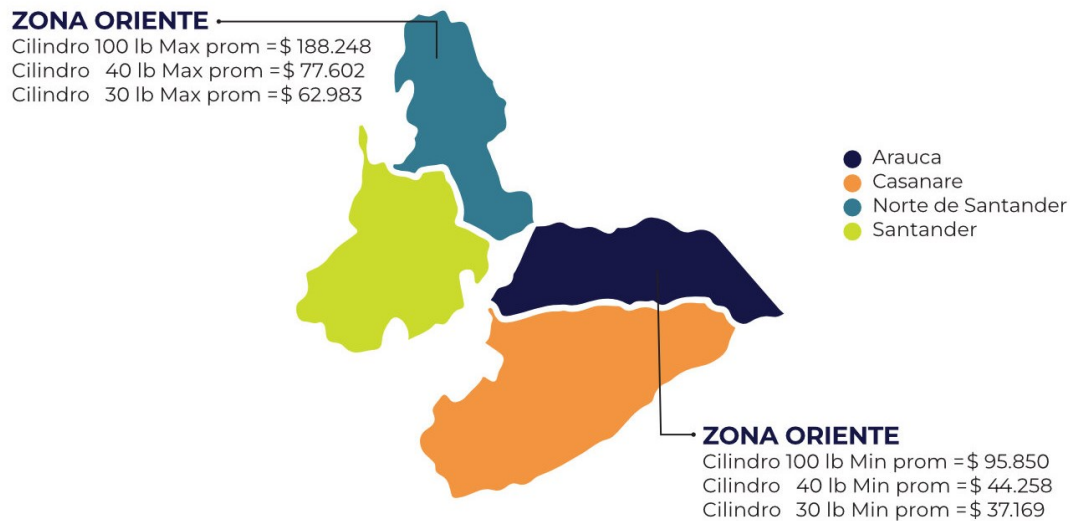 ZONA ORIENTE
Cilindro 100 lb Max prom =$ 188.248
Cilindro 40 lb Max prom =$ 77.602
Cilindro 30 lb Max prom =$ 62.983
Arauca
Casanare
Norte de Santander
Santander
ZONA ORIENTE
Cilindro 100 lb Min prom =$ 95.850
Cilindro 40 lb Min prom =$ 44.258
Cilindro 30 lb Min prom =$ 37.169